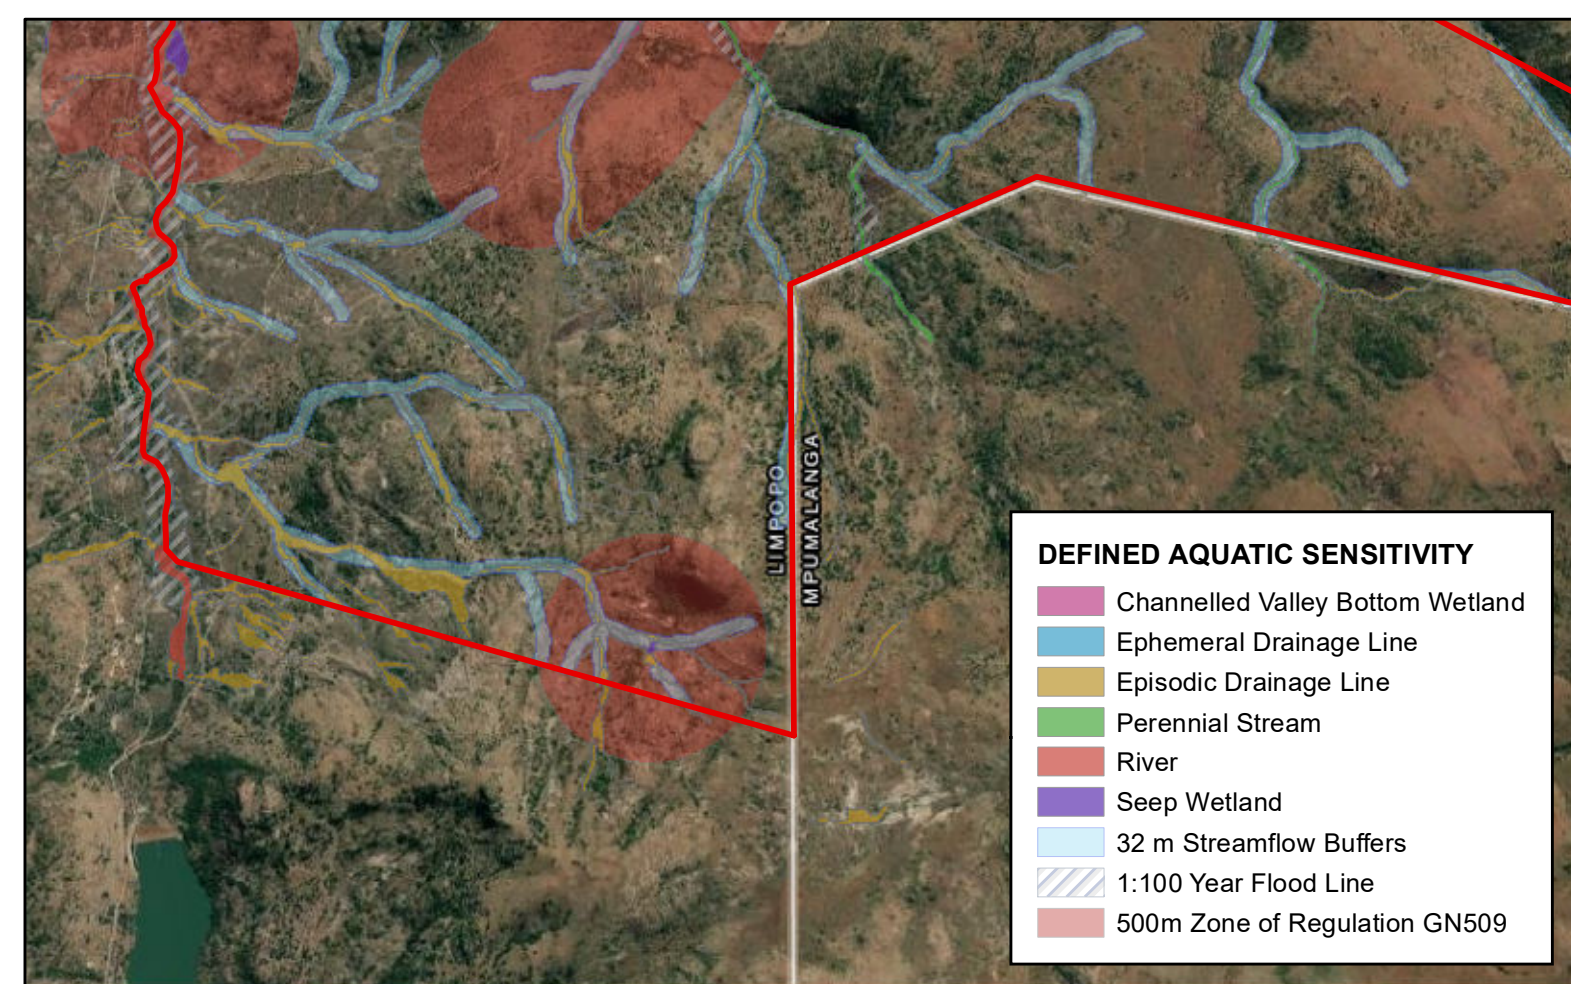 LIMPOPO
MPUMALANGA
DEFINED AQUATIC SENSITIVITY
Channelled Valley Bottom Wetland
Ephemeral Drainage Line
Episodic Drainage Line
Perennial Stream
River
Seep Wetland
32 m Streamflow Buffers
1:100 Year Flood Line
500m Zone of Regulation GN509